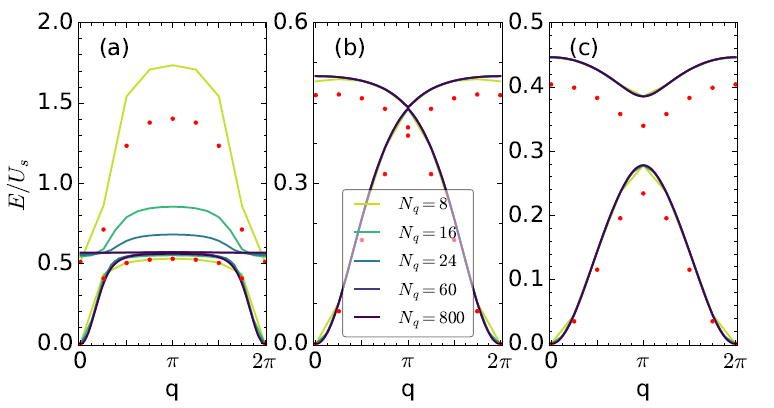 (a)
(b)
(c)
E/U_s
2.0
1.5
1.0
0.5
0.0
0
π
2π
q
0.6
0.3
0.0
0
π
2π
q
0.5
0.4
0.3
0.2
0.1
0.0
0
π
2π
q
N_q = 8
N_q = 16
N_q = 24
N_q = 60
N_q = 800